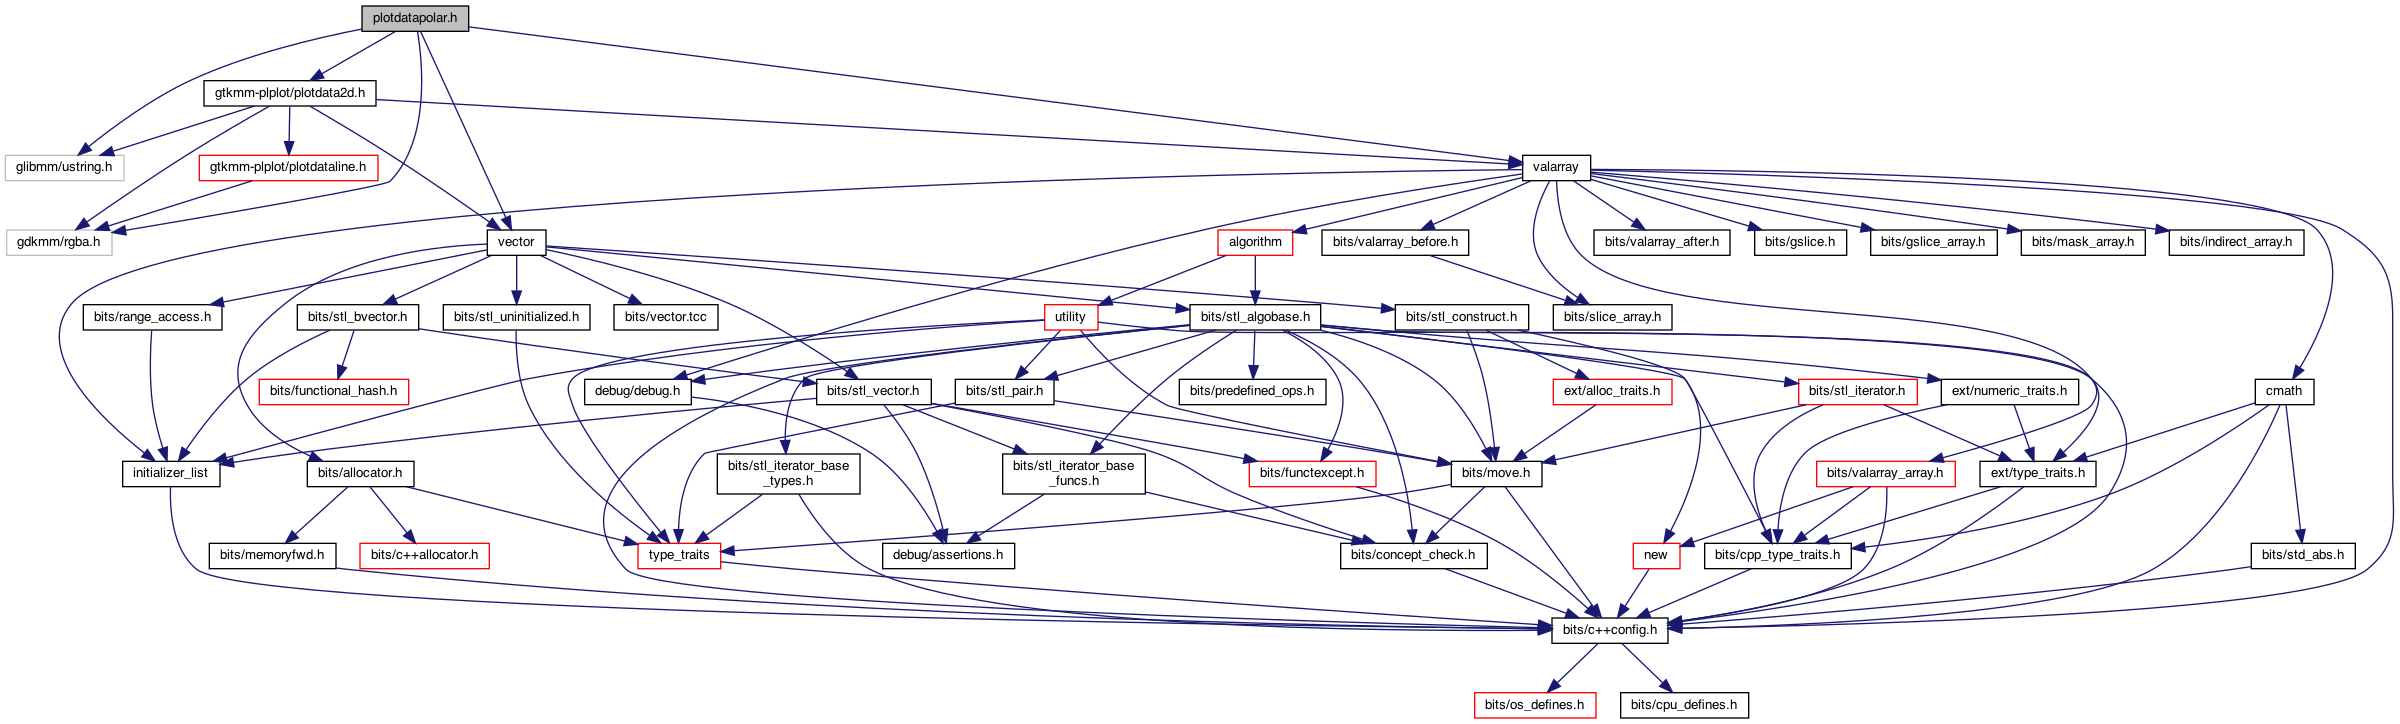 plotdatapolar.h
gtkmm-plplot/plotdata2d.h
glibmm/ustring.h
gtkmm-plplot/plotdataline.h
valarray
gdkmm/rgba.h
vector
algorithm
bits/valarray_before.h
bits/valarray_after.h
bits/gslice.h
bits/gslice_array.h
bits/mask_array.h
bits/indirect_array.h
bits/range_access.h
bits/stl_bvector.h
bits/stl_uninitialized.h
bits/vector.tcc
utility
bits/stl_algobase.h
bits/stl_construct.h
bits/slice_array.h
bits/functional_hash.h
debug/debug.h
bits/stl_vector.h
bits/stl_pair.h
bits/predefined_ops.h
ext/alloc_traits.h
bits/stl_iterator.h
ext/numeric_traits.h
cmath
initializer_list
bits/allocator.h
bits/stl_iterator_base
_types.h
bits/stl_iterator_base
_funcs.h
bits/functexcept.h
bits/move.h
bits/valarray_array.h
ext/type_traits.h
bits/memoryfwd.h
bits/c++allocator.h
type_traits
debug/assertions.h
bits/concept_check.h
new
bits/cpp_type_traits.h
bits/std_abs.h
bits/c++config.h
bits/os_defines.h
bits/cpu_defines.h